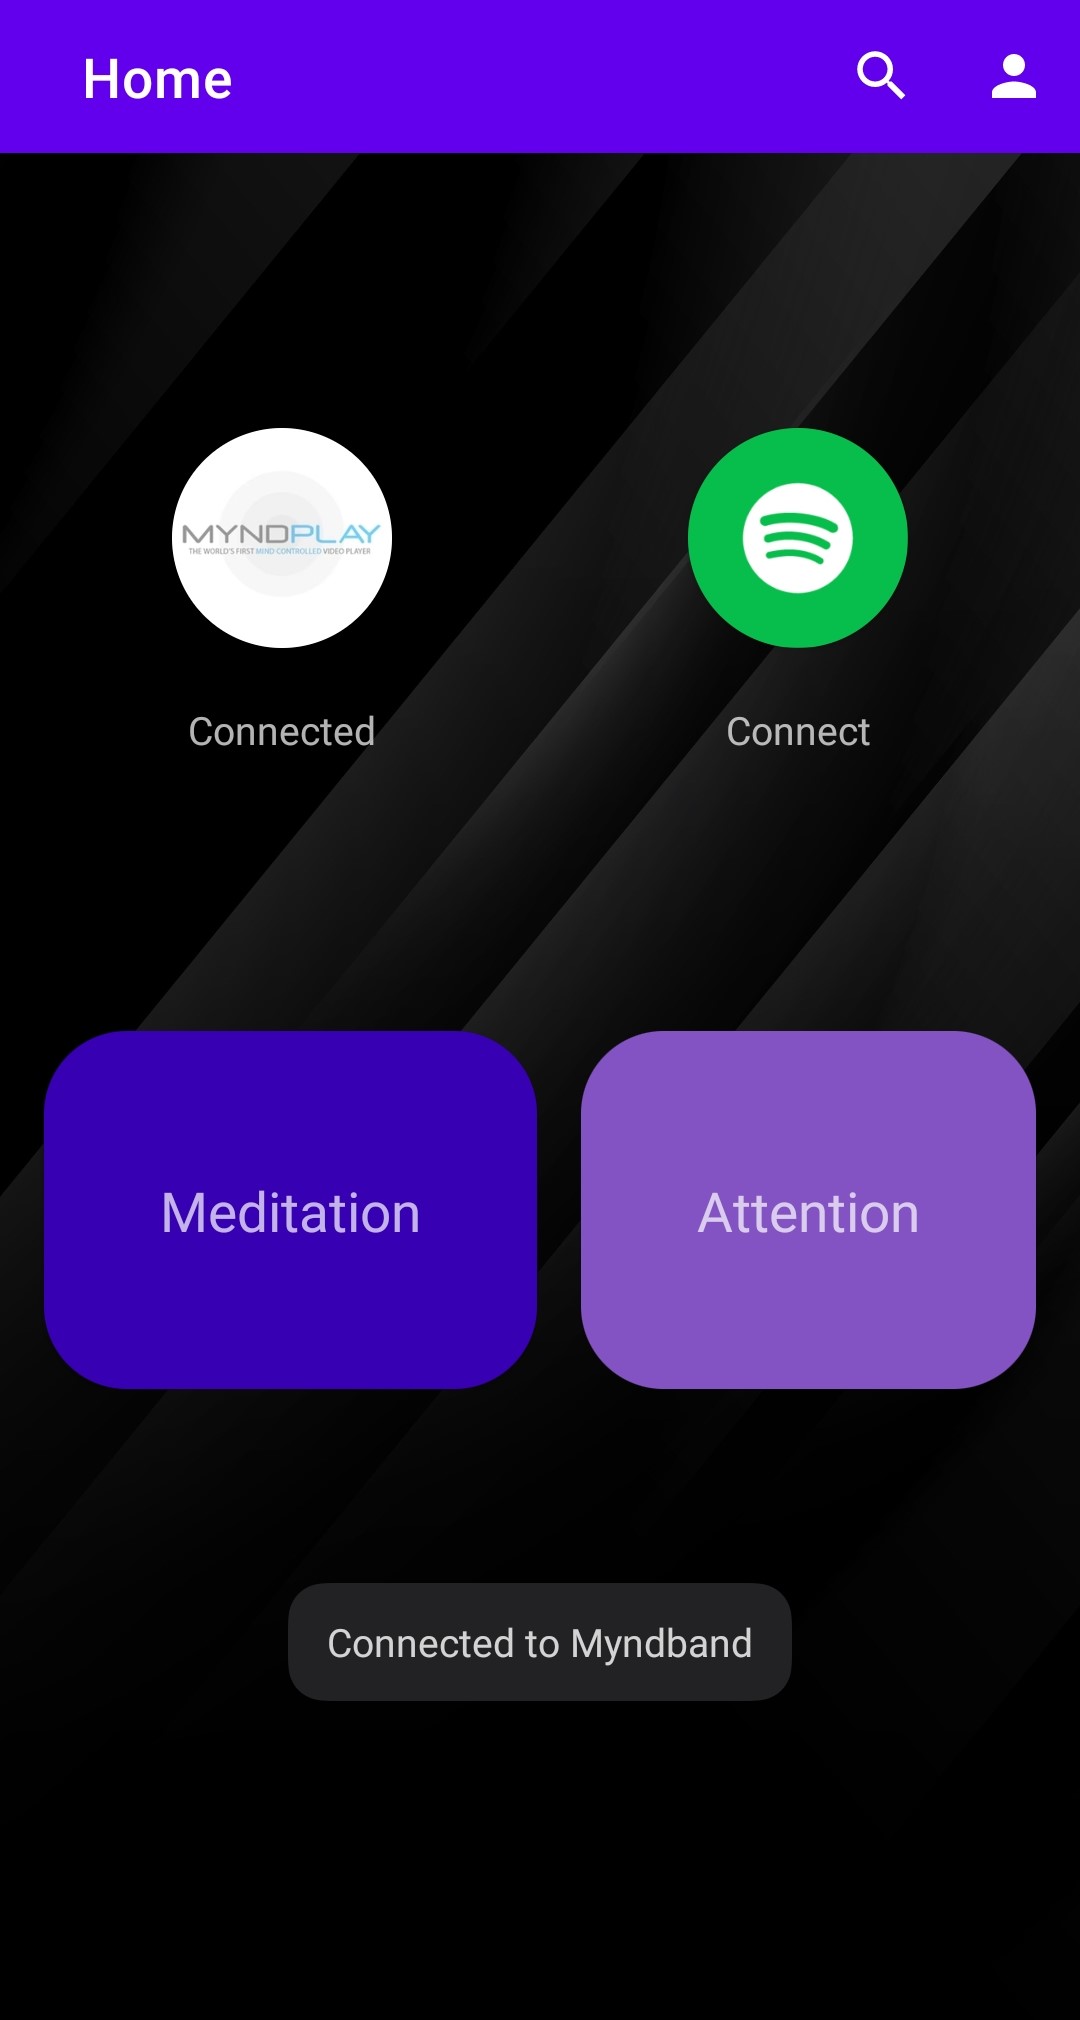 Home
MYNDPLAY
THE WORLD'S FIRST MIND CONTROLLED VIDEO PLAYER
Connected
Connect
Meditation
Attention
Connected to Myndband